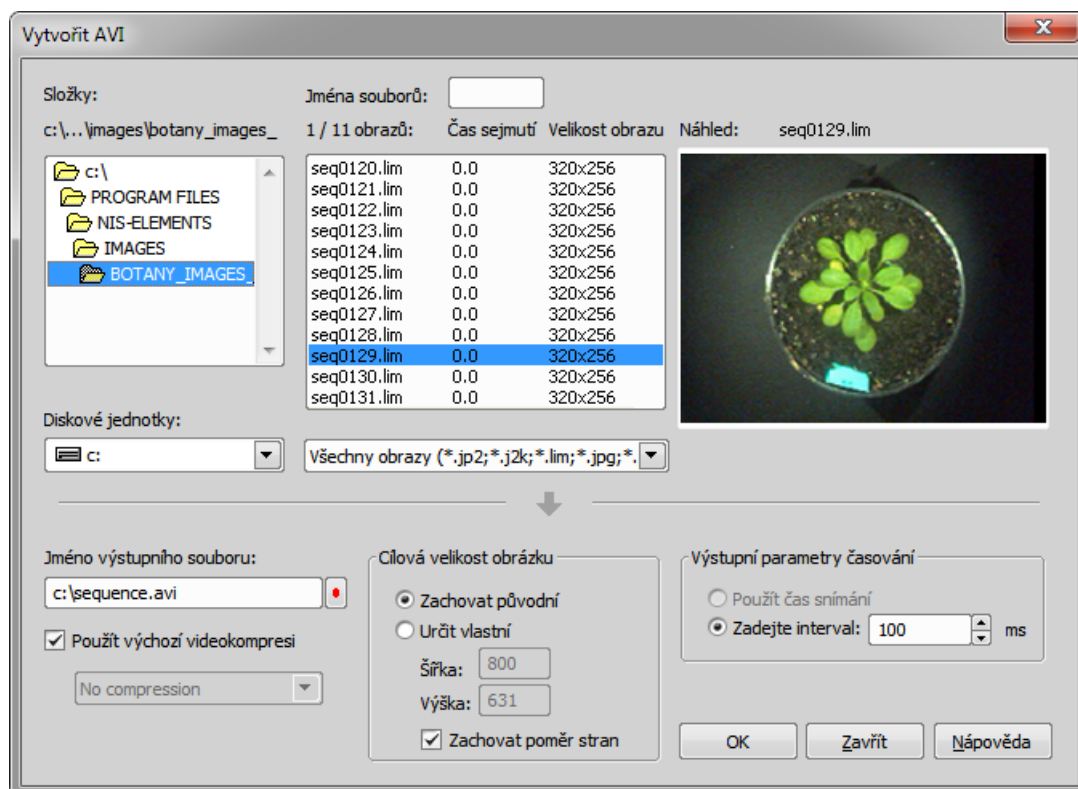 Vytvořit AVI
Složky:
Jména souborů:
c:\...\images\botany_images_
1 / 11 obrazů: Čas sejmutí Velikost obrazu
Náhled: seq0129.lim
c:\
PROGRAM FILES
NIS-ELEMENTS
IMAGES
BOTANY_IMAGES_
seq0120.lim 0.0 320x256
seq0121.lim 0.0 320x256
seq0122.lim 0.0 320x256
seq0123.lim 0.0 320x256
seq0124.lim 0.0 320x256
seq0125.lim 0.0 320x256
seq0126.lim 0.0 320x256
seq0127.lim 0.0 320x256
seq0128.lim 0.0 320x256
seq0129.lim 0.0 320x256
seq0130.lim 0.0 320x256
seq0131.lim 0.0 320x256
Diskové jednotky:
c:
Všechny obrazy (*.jp2;*.j2k;*.lim;*.jpg;*.
Jméno výstupního souboru:
c:\sequence.avi
Použít výchozí videokompresi
No compression
Cílová velikost obrázku
Zachovat původní
Určit vlastní
Šířka: 800
Výška: 631
Zachovat poměr stran
Výstupní parametry časování
Použít čas snímání
Zadejte interval: 100 ms
OK Zavřít Nápověda